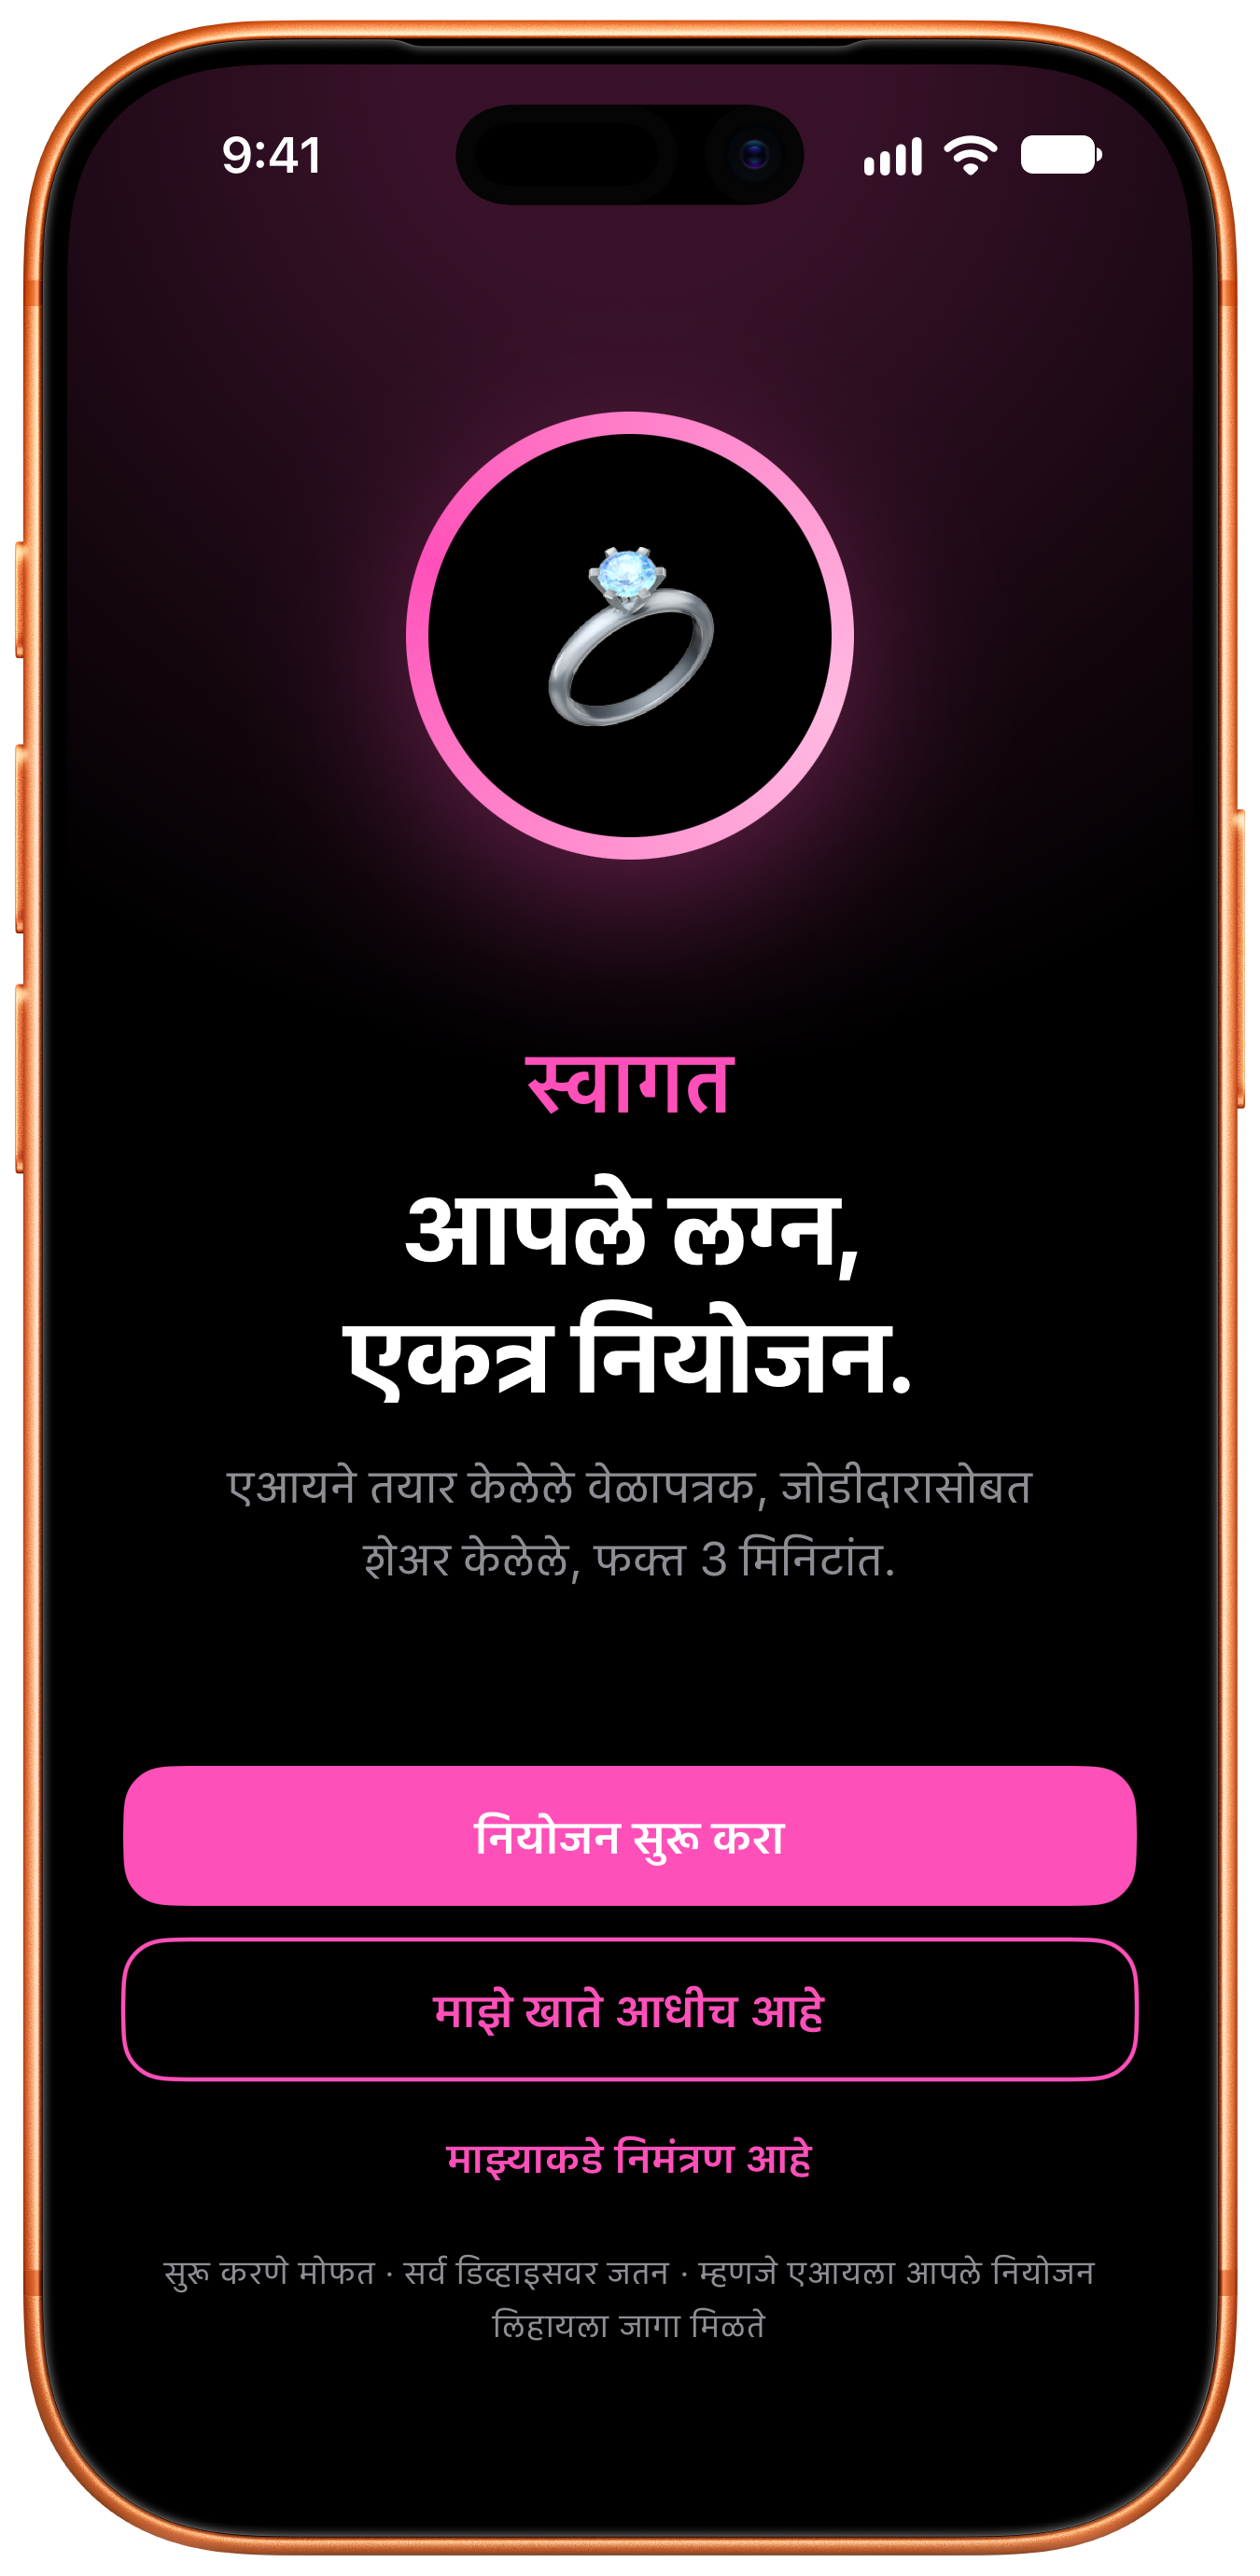 9:41
स्वागत
आपले लग्न,
एकत्र नियोजन.
एआयने तयार केलेले वेळापत्रक, जोडीदारासोबत
शेअर केलेले, फक्त 3 मिनिटांत.
नियोजन सुरू करा
माझे खाते आधीच आहे
माझ्याकडे निमंत्रण आहे
सुरू करणे मोफत · सर्व डिव्हाइसवर जतन · म्हणजे एआयला आपले नियोजन
लिहायला जागा मिळते